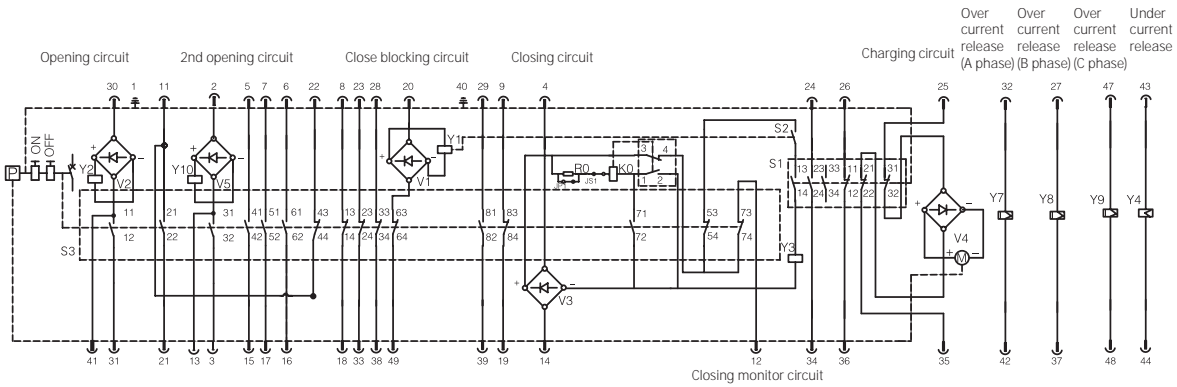 Over Over Over Under
current current current current
release release release release
(A phase) (B phase) (C phase)
Opening circuit 2nd opening circuit Close blocking circuit Closing circuit Charging circuit
30 1 11 2 5 7 6 22 8 23 28 20 40 29 9 4 24 26 25 32 27 47 43
ON OFF
P
Y2 V2 Y10 V5 Y1 V1
S2
3 4
R0 JS1 K0
1 2
S1
13 23 33 11 21 31
14 24 34 12 22 32
11 21 31 41 51 61 43 13 23 33 63 81 83 71 53 73
12 22 32 42 52 62 44 14 24 34 64 82 84 72 54 74
S3
Y3
Y7 Y8 Y9 Y4
+ - V4
+ M -
+ - V3
41 31 21 13 3 15 17 16 18 33 38 49 39 19 14 12 34 36 35 42 37 48 44
Closing monitor circuit